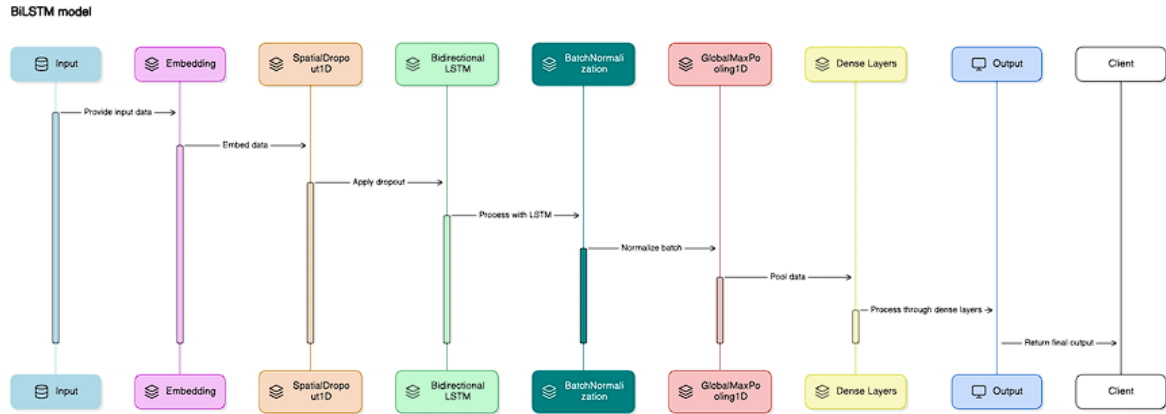 BiLSTM model
Input
Embedding
SpatialDropo
ut1D
Bidirectional
LSTM
BatchNormali
zation
GlobalMaxPo
oling1D
Dense Layers
Output
Client
Provide input data
Embed data
Apply dropout
Process with LSTM
Normalize batch
Pool data
Process through dense layers
Return final output
Input
Embedding
SpatialDropo
ut1D
Bidirectional
LSTM
BatchNormali
zation
GlobalMaxPo
oling1D
Dense Layers
Output
Client